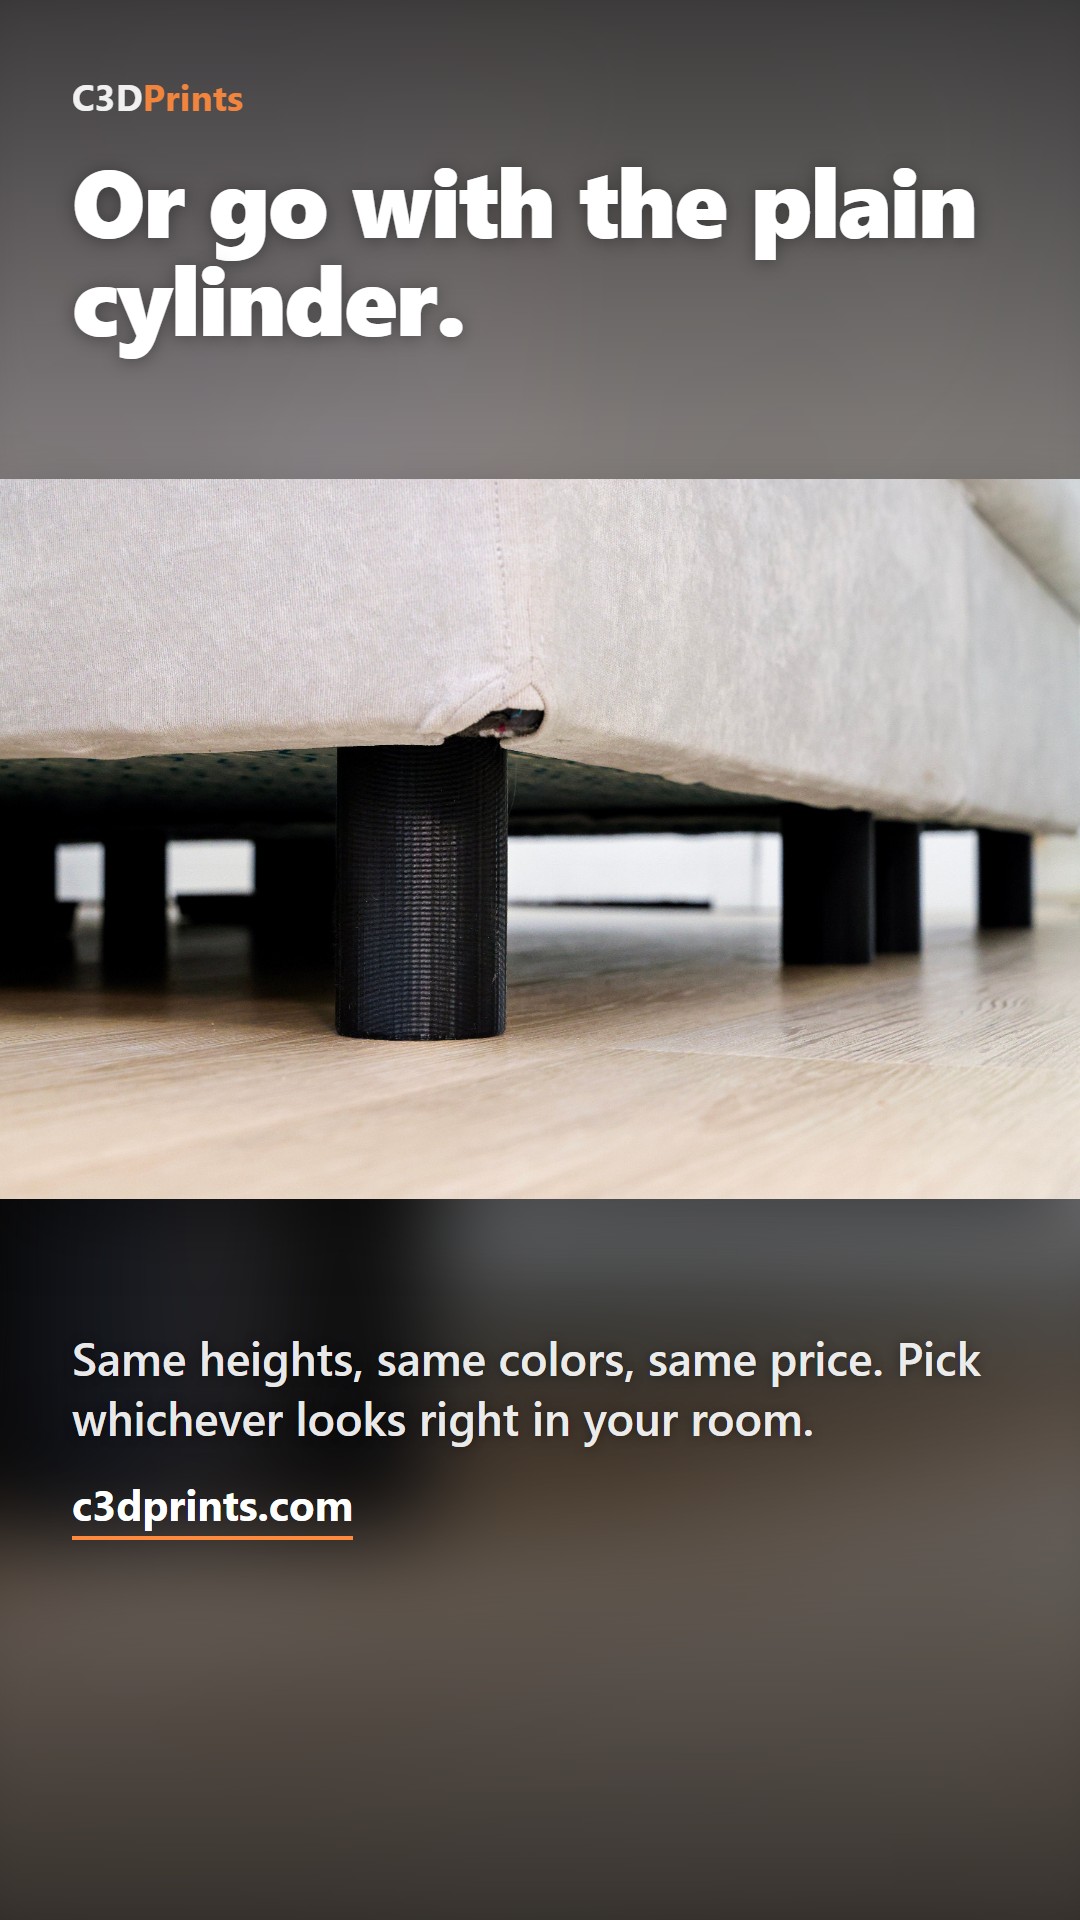 C3DPrints
Or go with the plain
cylinder.
Same heights, same colors, same price. Pick
whichever looks right in your room.
c3dprints.com